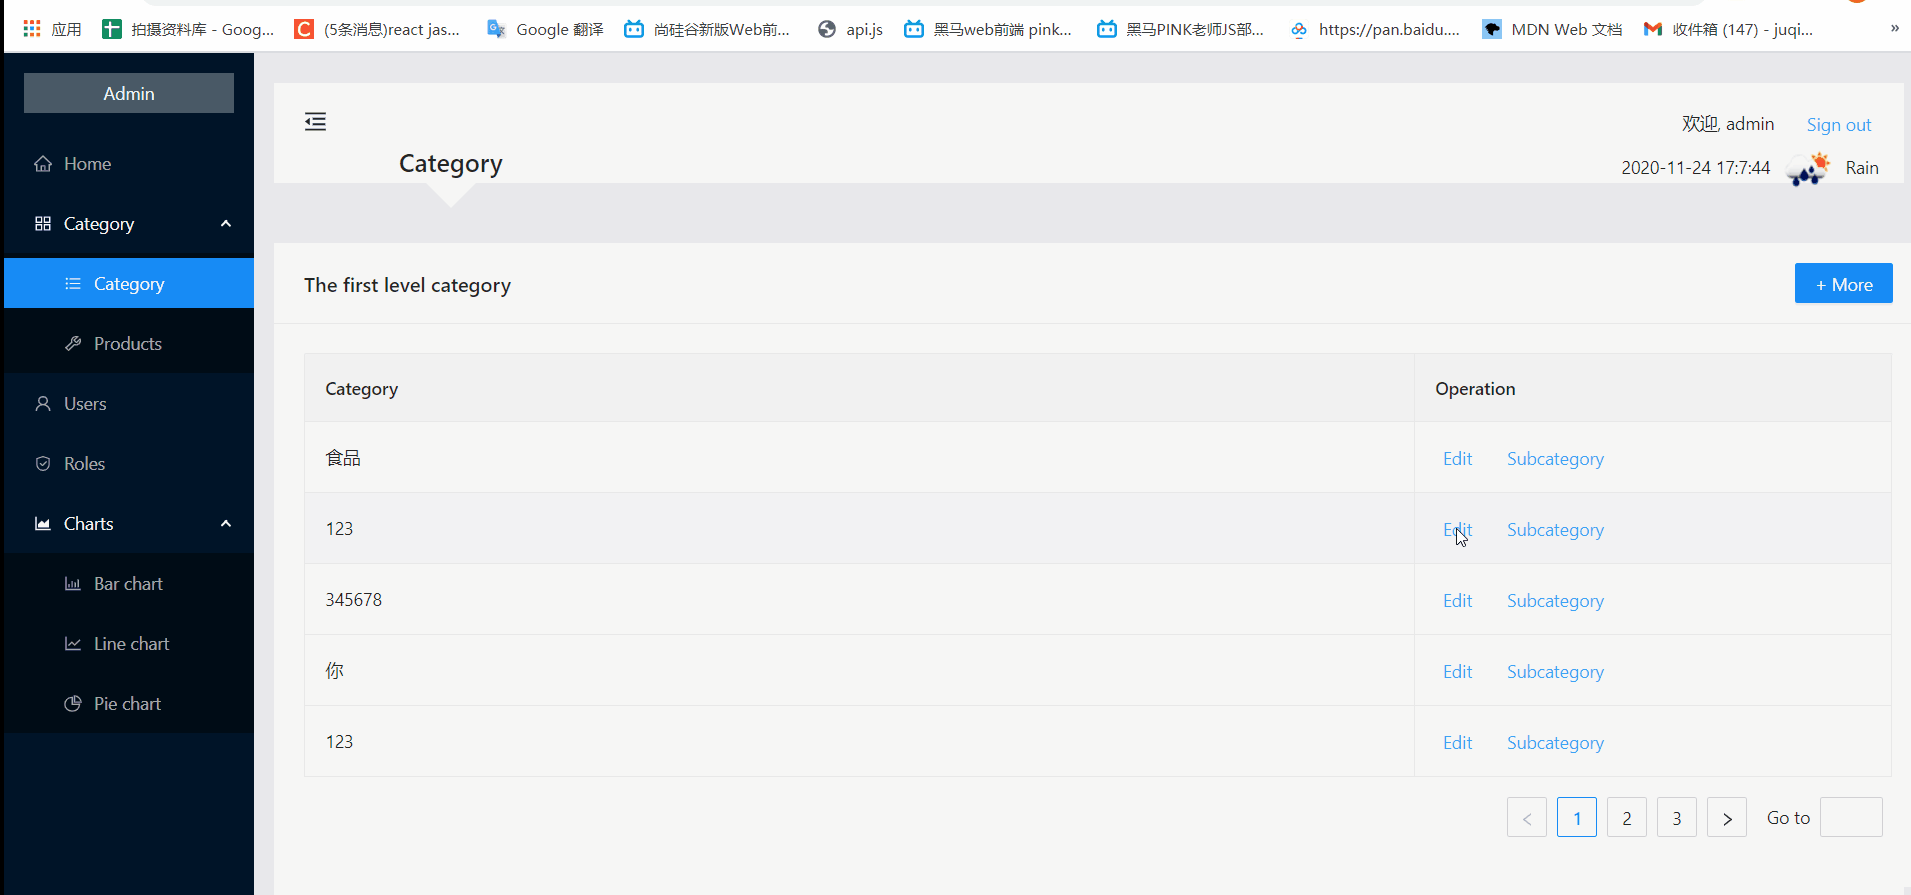 应用 拍摄资料库 - Goog... (5条消息)react jas... Google 翻译 尚硅谷新版Web前... api.js 黑马web前端 pink... 黑马PINK老师JS部... https://pan.baidu.... MDN Web 文档 收件箱 (147) - juqi... »
Admin
Home
Category
Category
Products
Users
Roles
Charts
Bar chart
Line chart
Pie chart
欢迎, admin Sign out
Category
2020-11-24 17:7:44 Rain
The first level category
+ More
Category Operation
食品 Edit Subcategory
123 Edit Subcategory
345678 Edit Subcategory
你 Edit Subcategory
123 Edit Subcategory
< 1 2 3 > Go to